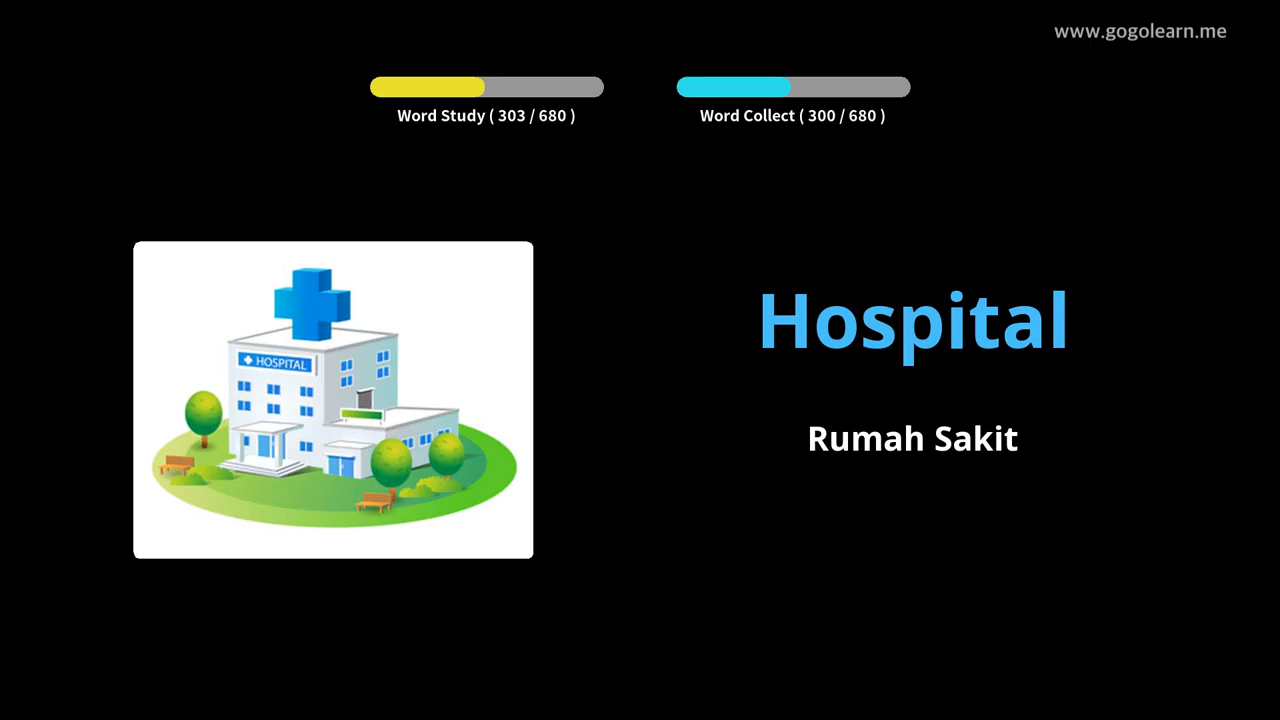 www.gogolearn.me
Word Study ( 303 / 680 )
Word Collect ( 300 / 680 )
HOSPITAL
Hospital
Rumah Sakit